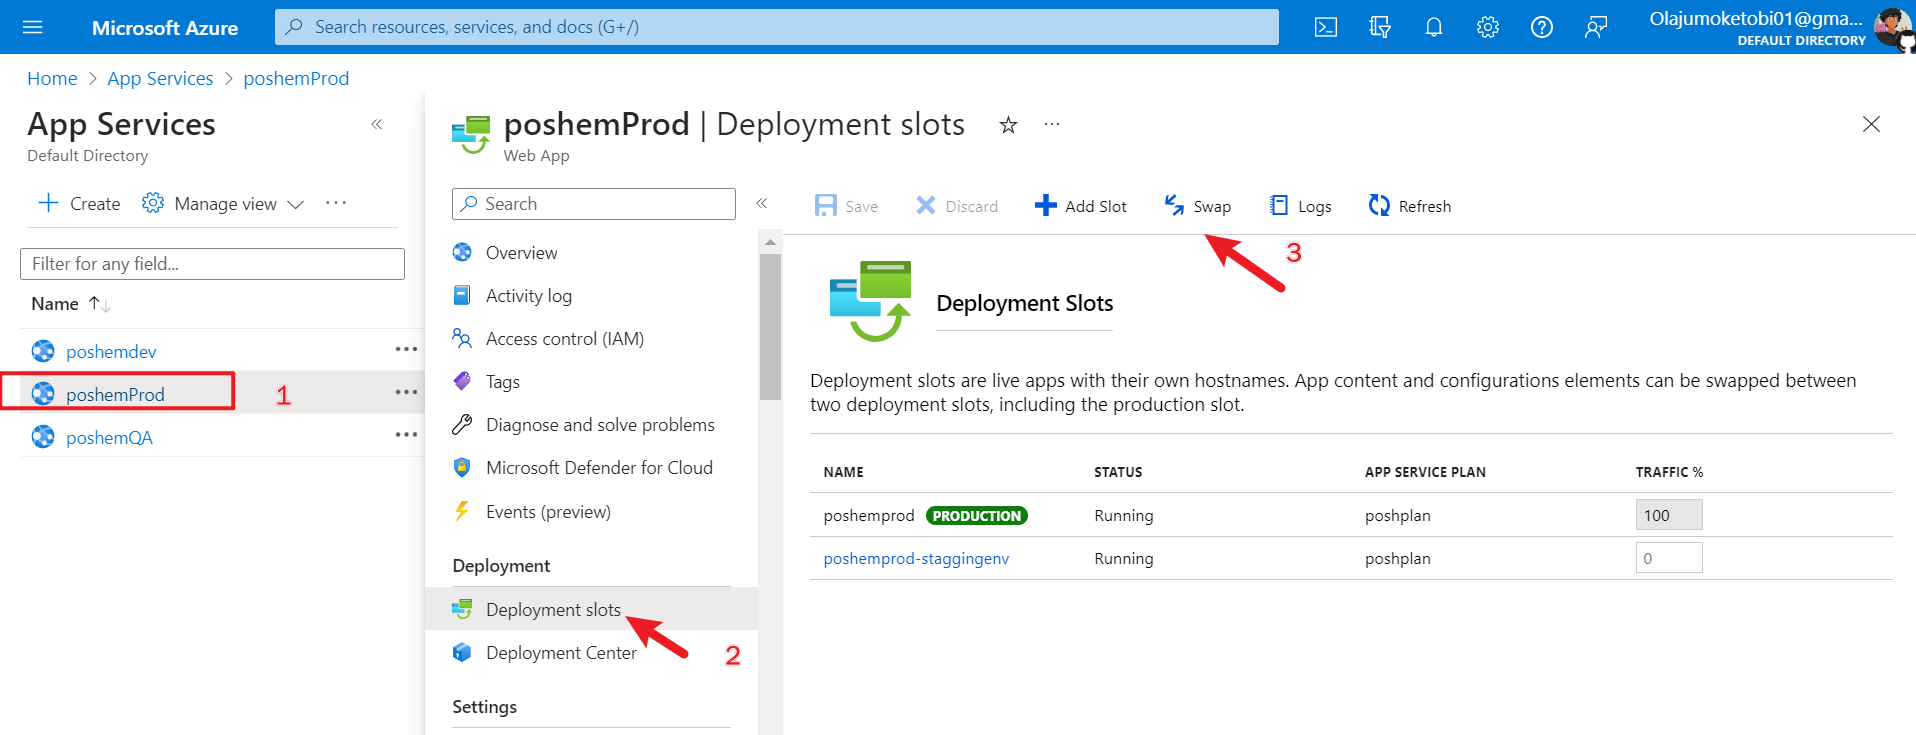 Microsoft Azure
Search resources, services, and docs (G+/)
Olajumoketobi01@gma...
DEFAULT DIRECTORY
Home > App Services > poshemProd
App Services
Default Directory
Create
Manage view
Filter for any field...
Name
poshemdev
poshemProd
1
poshemQA
poshemProd | Deployment slots
Web App
Search
Overview
Activity log
Access control (IAM)
Tags
Diagnose and solve problems
Microsoft Defender for Cloud
Events (preview)
Deployment
Deployment slots
2
Deployment Center
Settings
Save
Discard
Add Slot
Swap
Logs
Refresh
3
Deployment Slots
Deployment slots are live apps with their own hostnames. App content and configurations elements can be swapped between
two deployment slots, including the production slot.
NAME STATUS APP SERVICE PLAN TRAFFIC %
poshemprod PRODUCTION Running poshplan 100
poshemprod-staggingenv Running poshplan 0